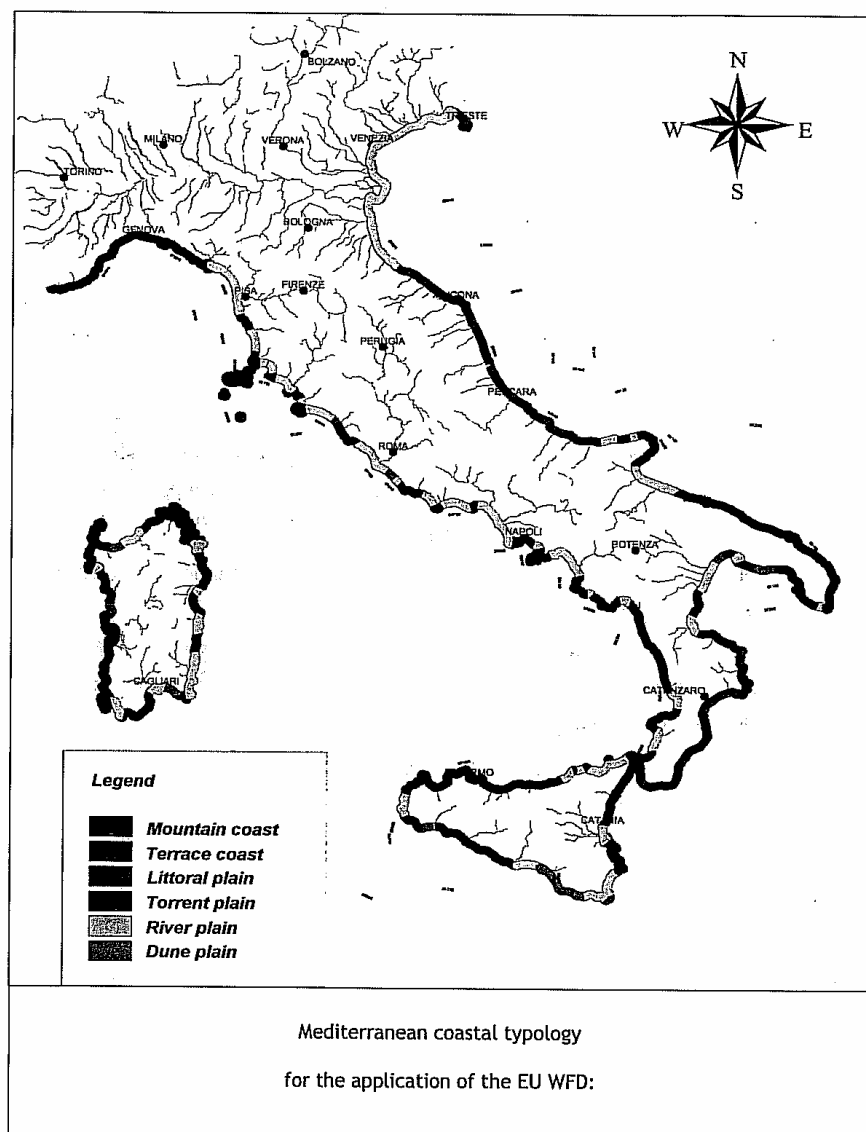 BOLZANO
N
TRIESTE
MILANO
VERONA
VENEZIA
W
E
TORINO
S
BOLOGNA
GENOVA
PISA
FIRENZE
PERUGIA
PESCARA
ROMA
NAPOLI
POTENZA
CAGLIARI
CATANZARO
Legend
Mountain coast
Terrace coast
Littoral plain
Torrent plain
River plain
Dune plain
Mediterranean coastal typology
for the application of the EU WFD: